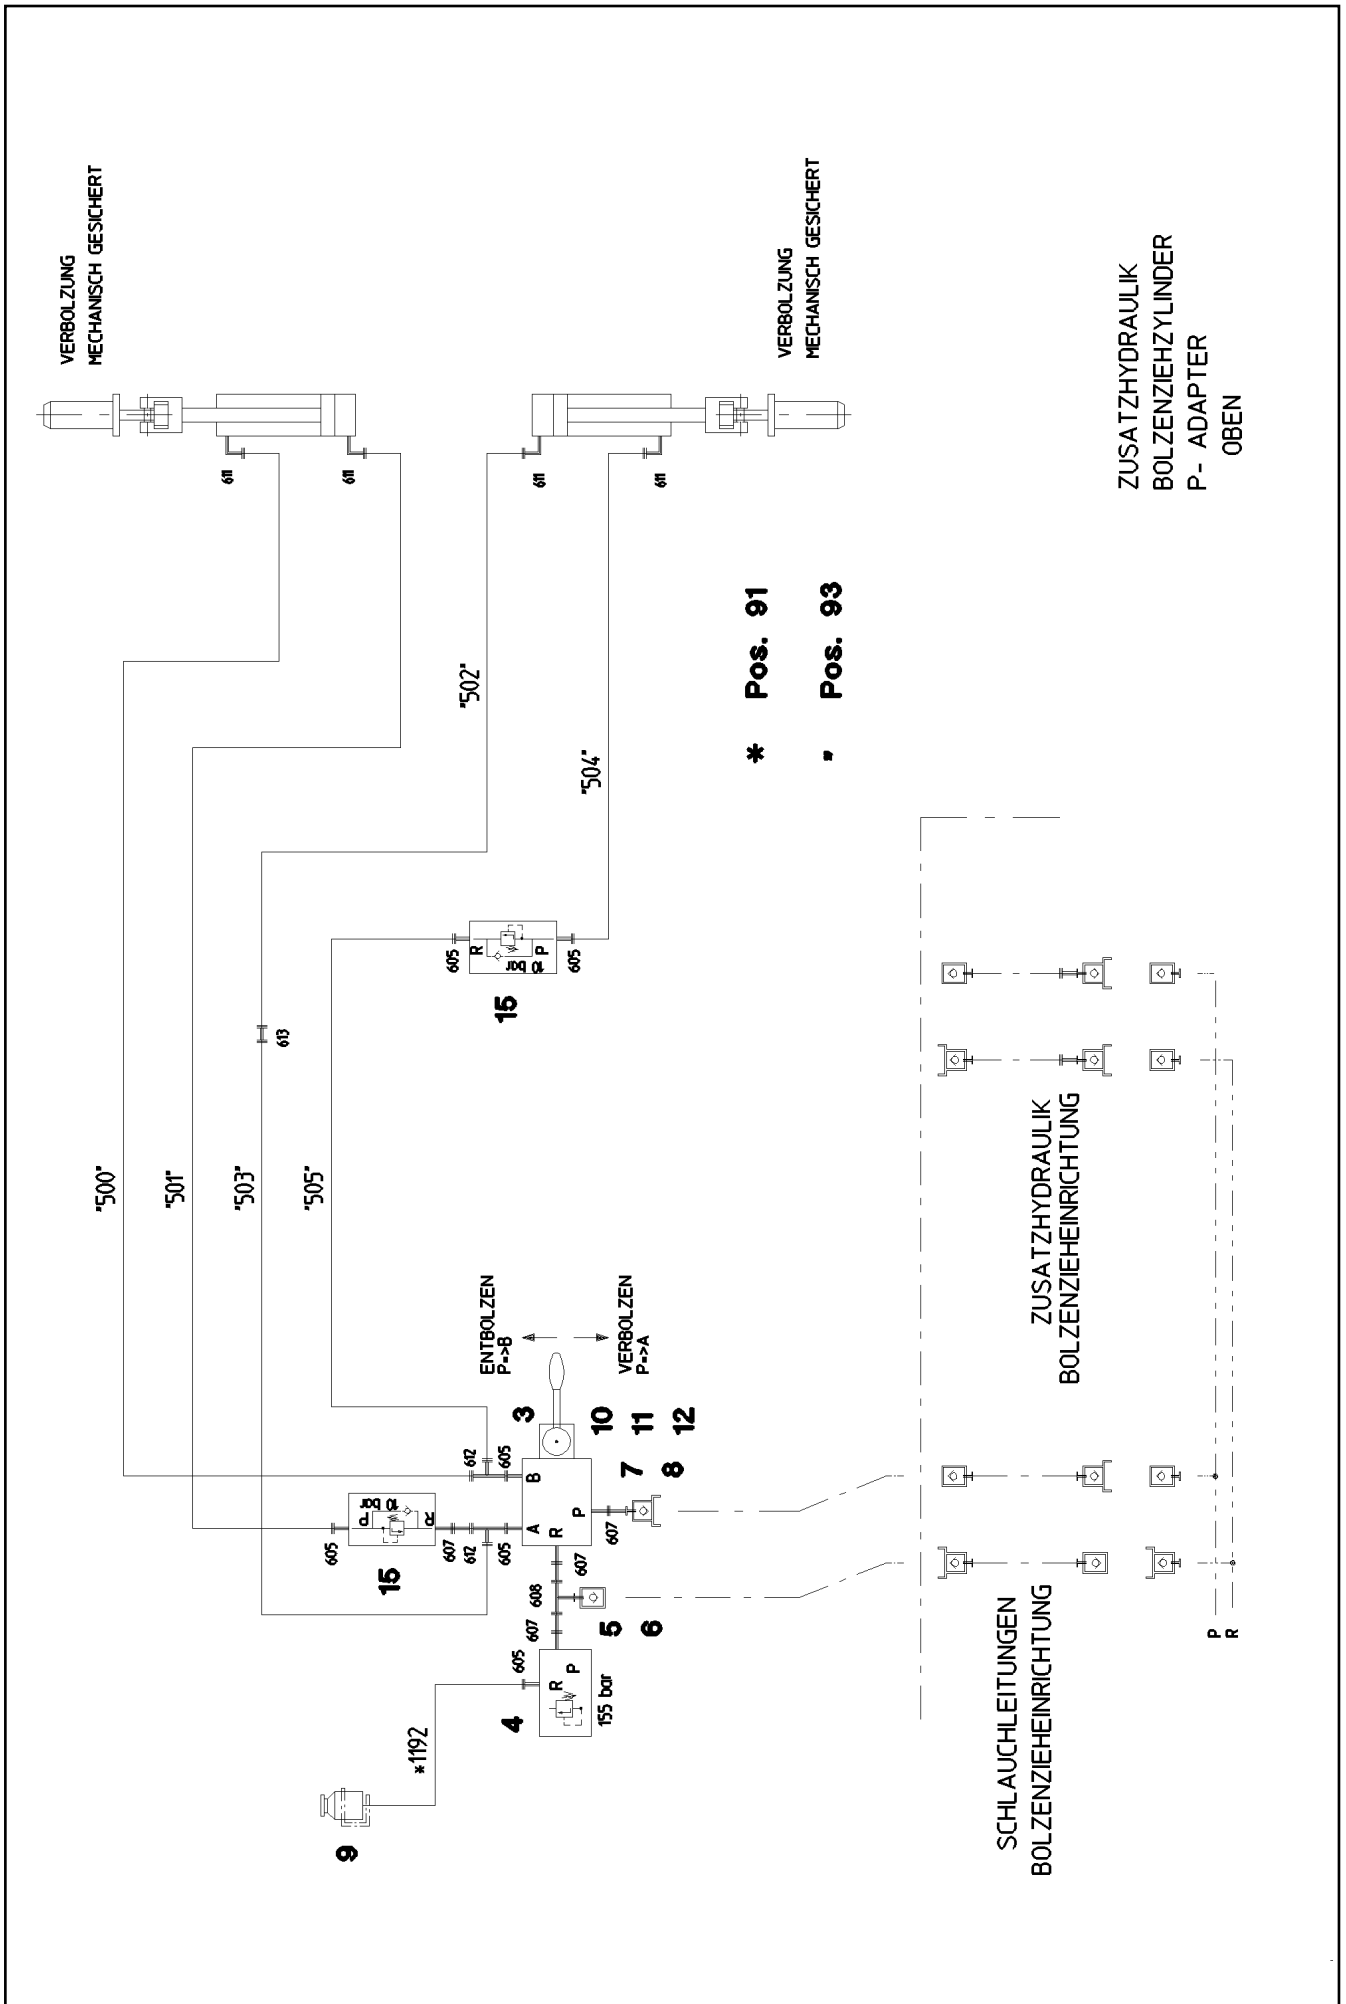 VERBOLZUNG
MECHANISCH GESICHERT
VERBOLZUNG
MECHANISCH GESICHERT
611
611
611
611
ZUSATZHYDRAULIK
BOLZENZIEHZYLINDER
P- ADAPTER
OBEN
* Pos. 91
" Pos. 93
"502"
"504"
605
R
P
10 bar
605
15
613
"500"
"501"
"503"
"505"
ENTBOLZEN
P=>B
VERBOLZEN
P=>A
3
10
11
12
7
8
612
605
B
A
R
P
605
P
R
10 bar
607
612
605
15
607
607
608
607
5
6
605
R
P
155 bar
4
*1192
9
ZUSATZHYDRAULIK
BOLZENZIEHEINRICHTUNG
SCHLAUCHLEITUNGEN
BOLZENZIEHEINRICHTUNG
P
R